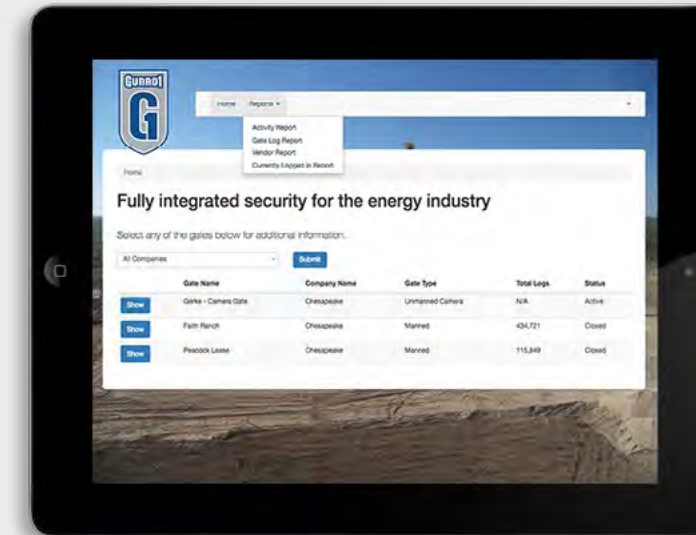 GUARD1
G1
Home Reports
Activity Report
Gate Log Report
Vendor Report
Currently Logged In Report
Home
Fully integrated security for the energy industry
Select any of the gates below for additional information.
All Companies Submit
Gate Name Company Name Gate Type Total Logs Status
Show Gerke - Camera Gate Chesapeake Unmanned Camera N/A Active
Show Faith Ranch Chesapeake Manned 434,721 Closed
Show Peacock Lease Chesapeake Manned 115,849 Closed